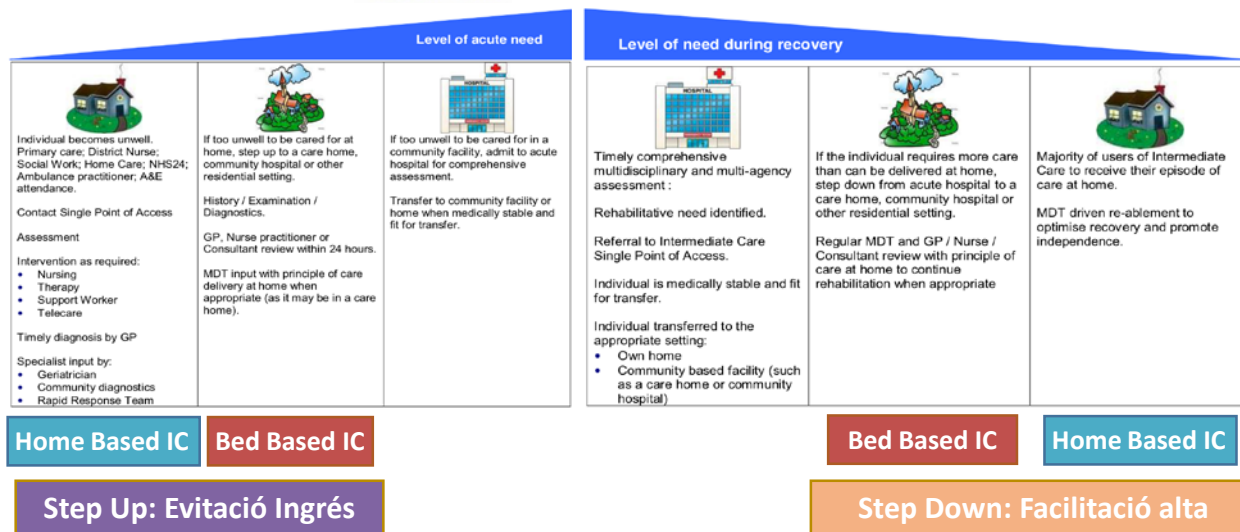 Level of acute need
Level of need during recovery
HOSPITAL
Individual becomes unwell.
Primary care; District Nurse;
Social Work; Home Care; NHS24;
Ambulance practitioner; A&E
attendance.
Contact Single Point of Access
Assessment
Intervention as required:
• Nursing
• Therapy
• Support Worker
• Telecare
Timely diagnosis by GP
Specialist input by:
• Geriatrician
• Community diagnostics
• Rapid Response Team
If too unwell to be cared for at
home, step up to a care home,
community hospital or other
residential setting.
History / Examination /
Diagnostics.
GP, Nurse practitioner or
Consultant review within 24 hours.
MDT input with principle of care
delivery at home when
appropriate (as it may be in a care
home).
If too unwell to be cared for in a
community facility, admit to acute
hospital for comprehensive
assessment.
Transfer to community facility or
home when medically stable and
fit for transfer.
HOSPITAL
Timely comprehensive
multidisciplinary and multi-agency
assessment :
Rehabilitative need identified.
Referral to Intermediate Care
Single Point of Access.
Individual is medically stable and fit
for transfer.
Individual transferred to the
appropriate setting:
• Own home
• Community based facility (such
as a care home or community
hospital)
If the individual requires more care
than can be delivered at home,
step down from acute hospital to a
care home, community hospital or
other residential setting.
Regular MDT and GP / Nurse /
Consultant review with principle of
care at home to continue
rehabilitation when appropriate
Majority of users of Intermediate
Care to receive their episode of
care at home.
MDT driven re-ablement to
optimise recovery and promote
independence.
Home Based IC
Bed Based IC
Bed Based IC
Home Based IC
Step Up: Evitació Ingrés
Step Down: Facilitació alta